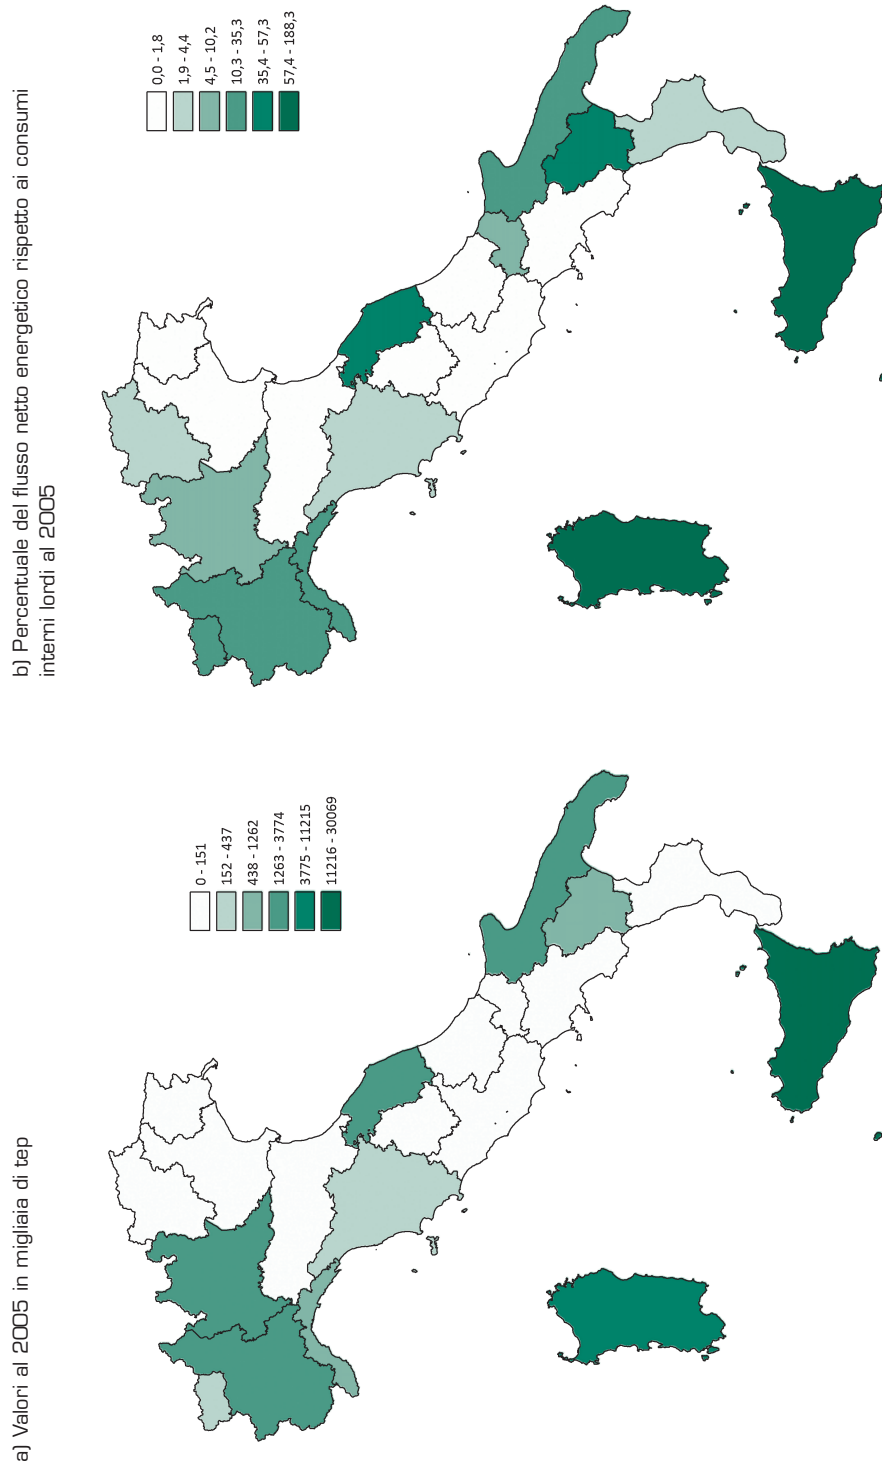 a) Valori al 2005 in migliaia di tep
0 - 151
152 - 437
438 - 1262
1263 - 3774
3775 - 11215
11216 - 30069
b) Percentuale del flusso netto energetico rispetto ai consumi
interni lordi al 2005
0,0 - 1,8
1,9 - 4,4
4,5 - 10,2
10,3 - 35,3
35,4 - 57,3
57,4 - 188,3